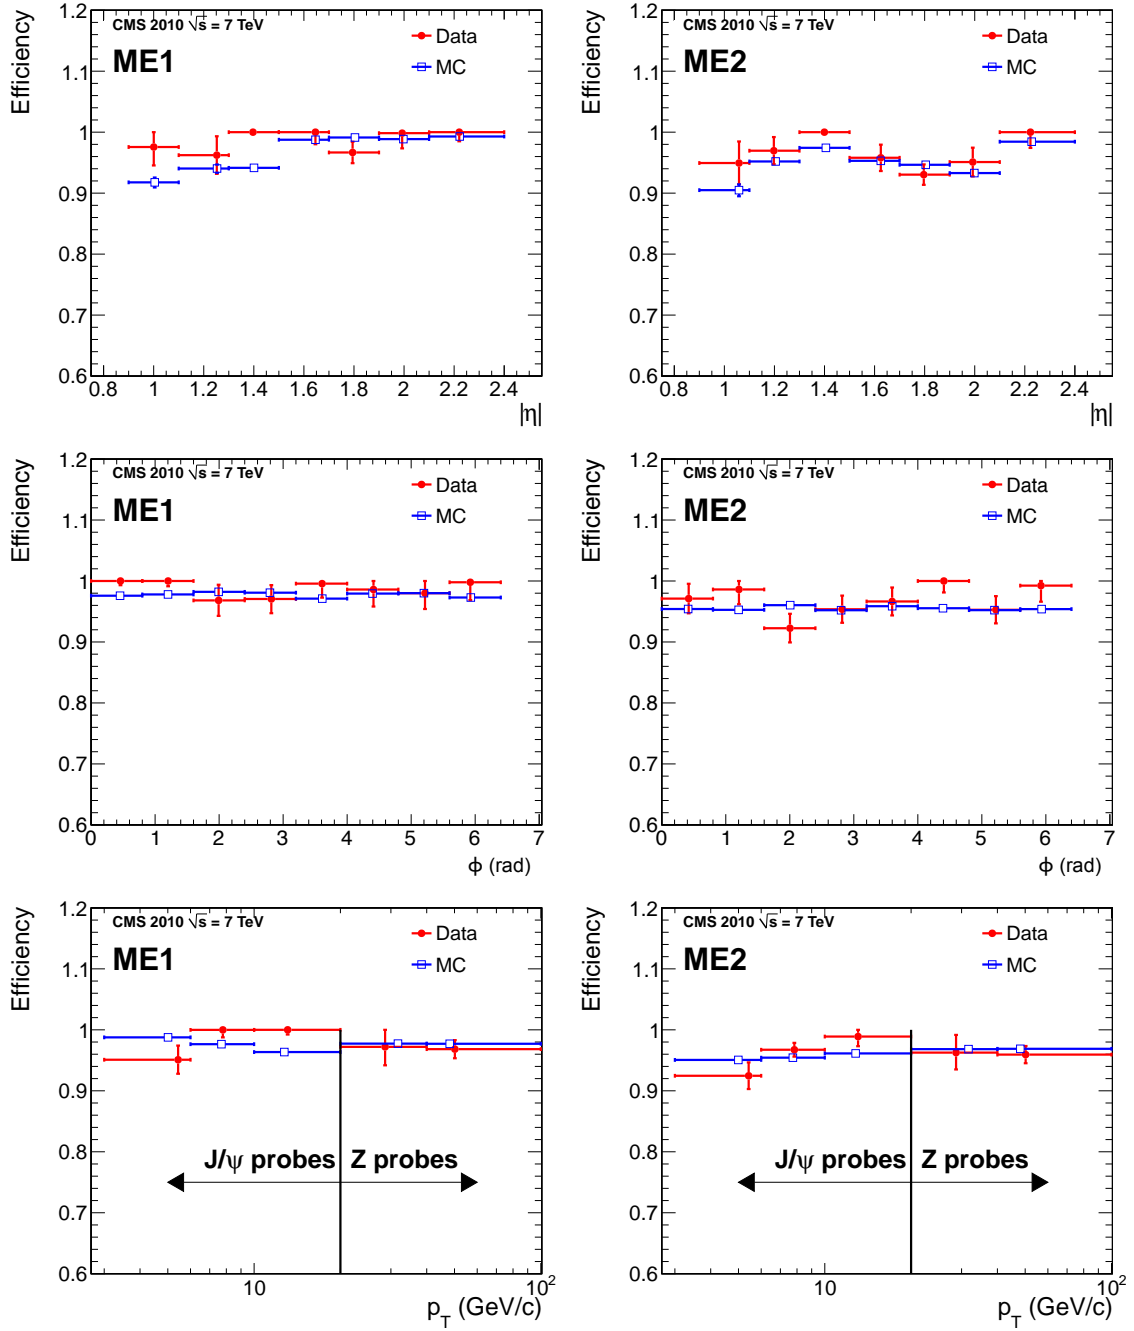 Efficiency
1.2
1.1
1
0.9
0.8
0.7
0.6
CMS 2010 √s = 7 TeV
ME1
Data
MC
0.8 1 1.2 1.4 1.6 1.8 2 2.2 2.4
|η|
Efficiency
1.2
1.1
1
0.9
0.8
0.7
0.6
CMS 2010 √s = 7 TeV
ME2
Data
MC
0.8 1 1.2 1.4 1.6 1.8 2 2.2 2.4
|η|
Efficiency
1.2
1.1
1
0.9
0.8
0.7
0.6
CMS 2010 √s = 7 TeV
ME1
Data
MC
0 1 2 3 4 5 6 7
ϕ (rad)
Efficiency
1.2
1.1
1
0.9
0.8
0.7
0.6
CMS 2010 √s = 7 TeV
ME2
Data
MC
0 1 2 3 4 5 6 7
ϕ (rad)
Efficiency
1.2
1.1
1
0.9
0.8
0.7
0.6
CMS 2010 √s = 7 TeV
ME1
Data
MC
J/ψ probes Z probes
10 10²
p_T (GeV/c)
Efficiency
1.2
1.1
1
0.9
0.8
0.7
0.6
CMS 2010 √s = 7 TeV
ME2
Data
MC
J/ψ probes Z probes
10 10²
p_T (GeV/c)